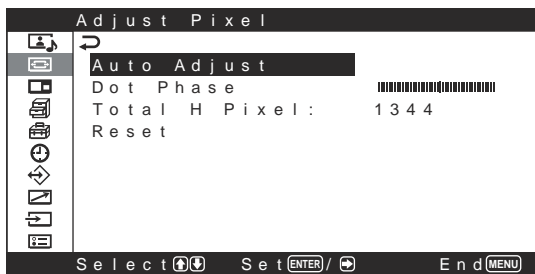 Adjust Pixel
Auto Adjust
Dot Phase
Total H Pixel: 1344
Reset
Select Set ENTER / End MENU